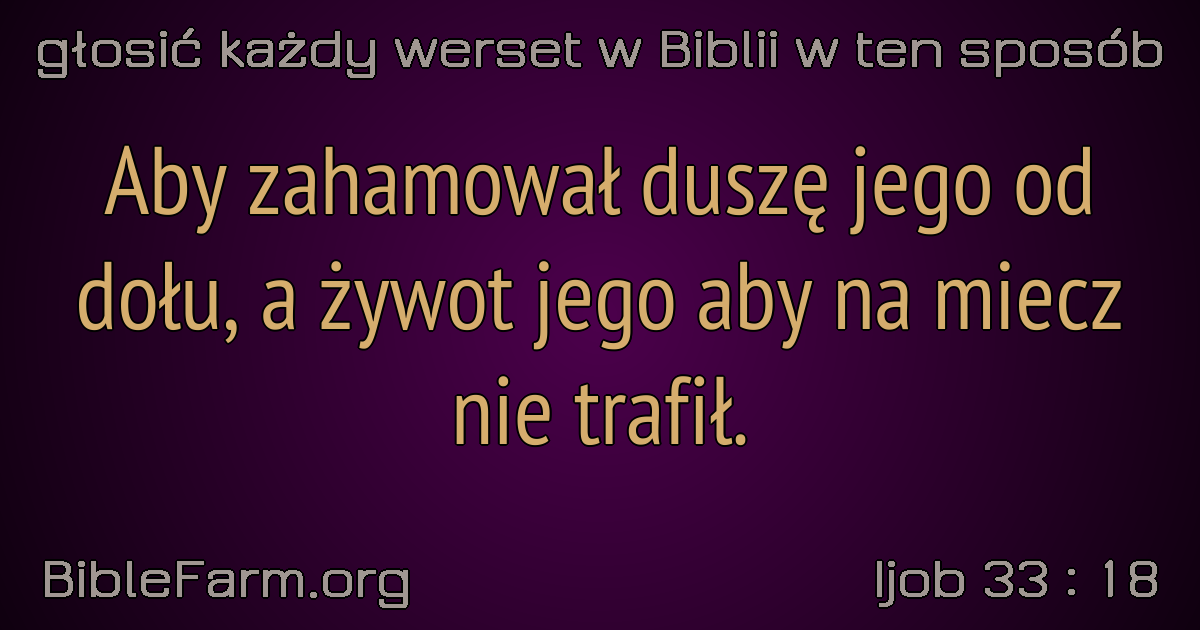 głosić każdy werset w Biblii w ten sposób
Aby zahamował duszę jego od
dołu, a żywot jego aby na miecz
nie trafił.
BibleFarm.org
Ijob 33 : 18